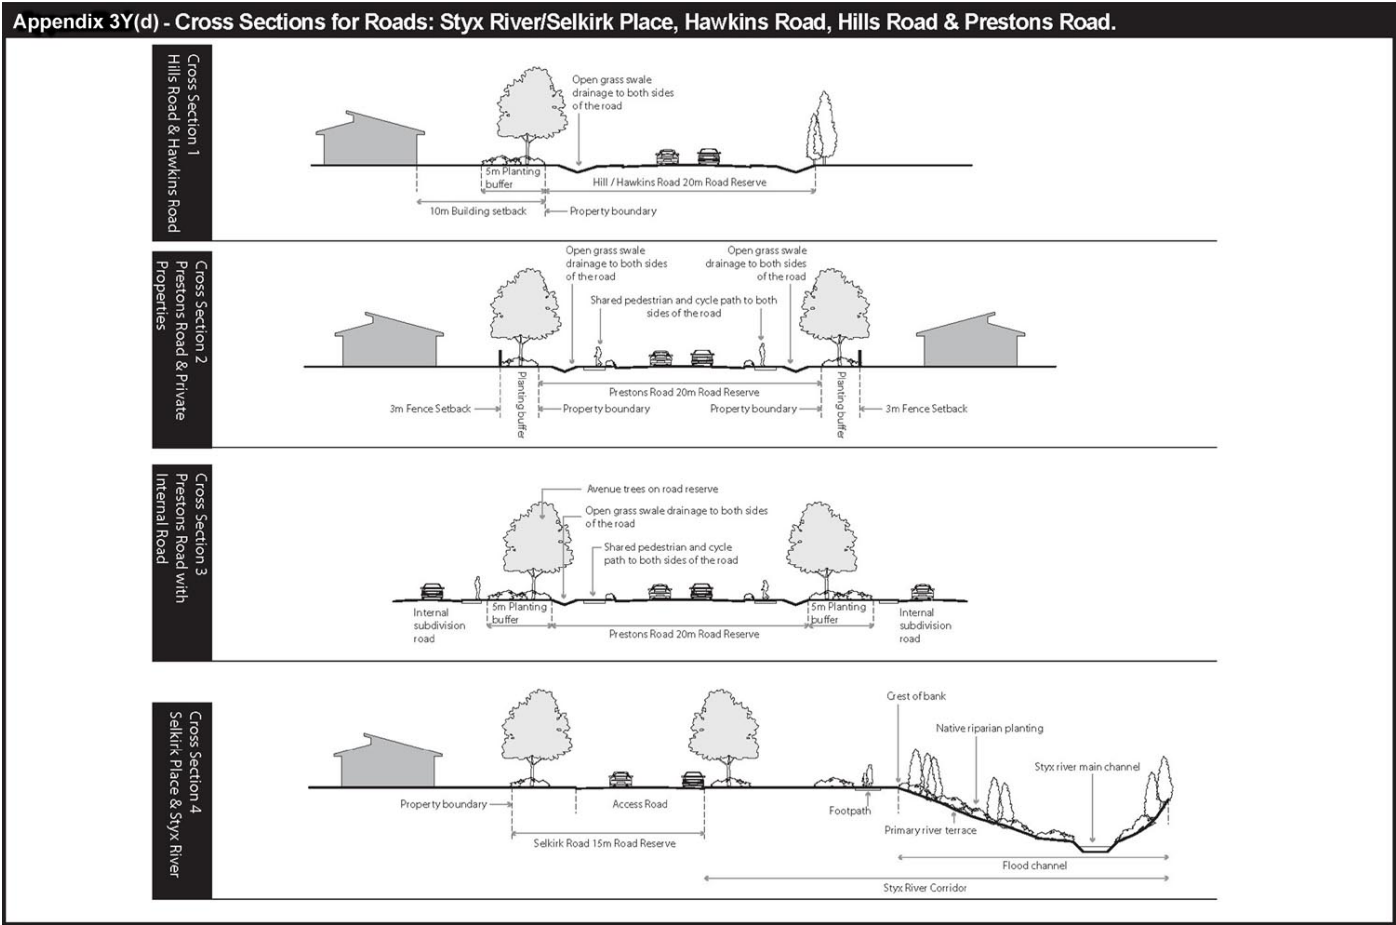 Appendix 3Y(d) - Cross Sections for Roads: Styx River/Selkirk Place, Hawkins Road, Hills Road & Prestons Road.
Cross Section 1
Hills Road & Hawkins Road
Open grass swale
drainage to both sides
of the road
5m Planting
buffer
Hill / Hawkins Road 20m Road Reserve
10m Building setback
Property boundary
Cross Section 2
Prestons Road & Private
Properties
Open grass swale
drainage to both sides
of the road
Open grass swale
drainage to both sides
of the road
Shared pedestrian and cycle path to both
sides of the road
Prestons Road 20m Road Reserve
3m Fence Setback
Planting buffer
Property boundary
Property boundary
Planting buffer
3m Fence Setback
Cross Section 3
Prestons Road with
Internal Road
Avenue trees on road reserve
Open grass swale drainage to both sides
of the road
Shared pedestrian and cycle
path to both sides of the road
Internal
subdivision
road
5m Planting
buffer
Prestons Road 20m Road Reserve
5m Planting
buffer
Internal
subdivision
road
Cross Section 4
Selkirk Place & Styx River
Crest of bank
Native riparian planting
Styx river main channel
Property boundary
Access Road
Footpath
Primary river terrace
Selkirk Road 15m Road Reserve
Flood channel
Styx River Corridor